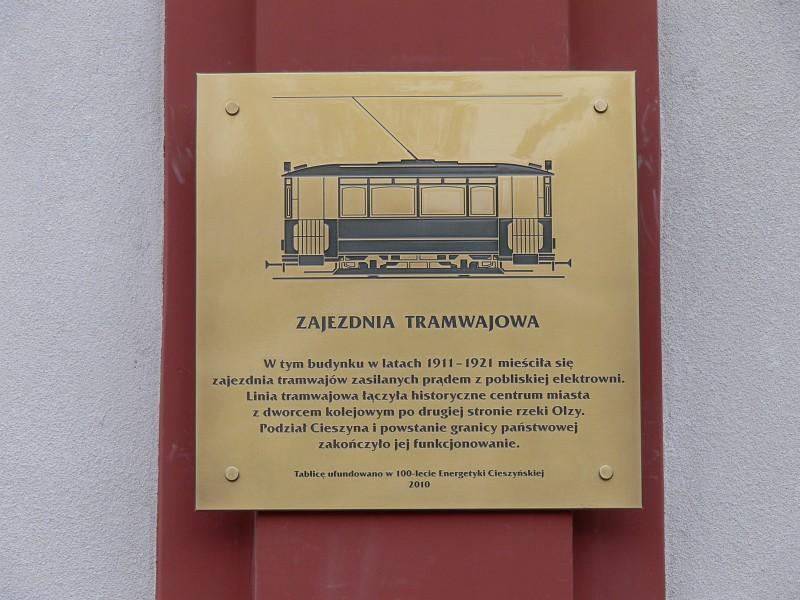 ZAJEZDNIA TRAMWAJOWA
W tym budynku w latach 1911–1921 mieściła się
zajezdnia tramwajów zasilanych prądem z pobliskiej elektrowni.
Linia tramwajowa łączyła historyczne centrum miasta
z dworcem kolejowym po drugiej stronie rzeki Olzy.
Podział Cieszyna i powstanie granicy państwowej
zakończyło jej funkcjonowanie.
Tablicę ufundowano w 100-lecie Energetyki Cieszyńskiej
2010